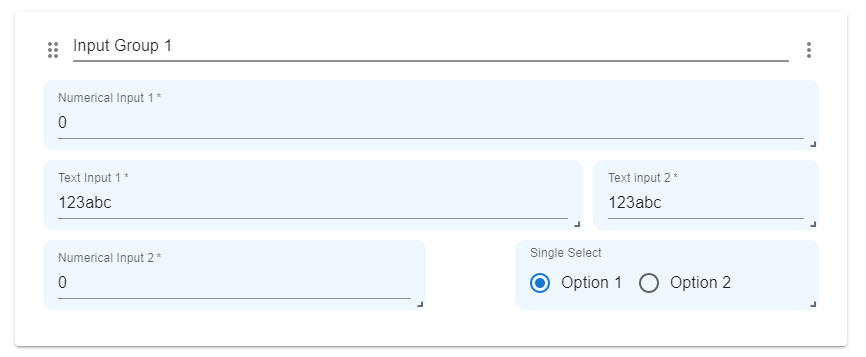 Input Group 1
Numerical Input 1 *
0
Text Input 1 *
Text input 2 *
123abc
123abc
Numerical Input 2 *
Single Select
0
Option 1
Option 2